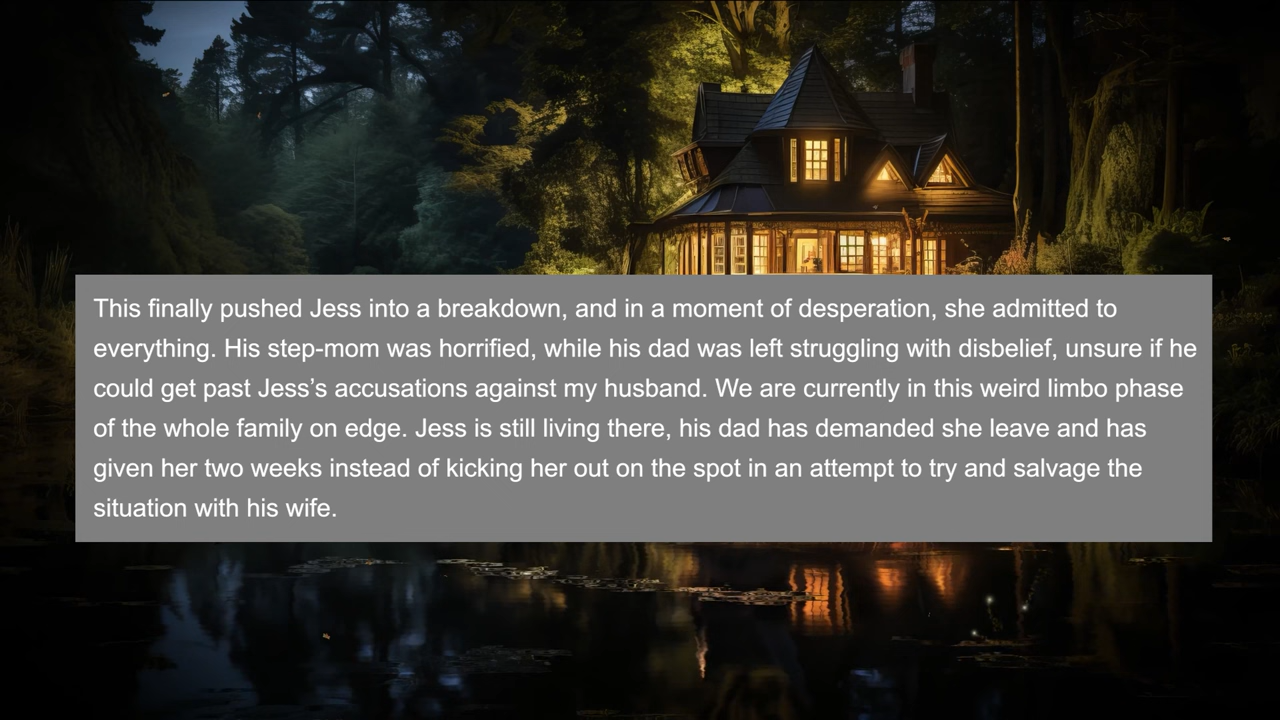 This finally pushed Jess into a breakdown, and in a moment of desperation, she admitted to
everything. His step-mom was horrified, while his dad was left struggling with disbelief, unsure if he
could get past Jess’s accusations against my husband. We are currently in this weird limbo phase
of the whole family on edge. Jess is still living there, his dad has demanded she leave and has
given her two weeks instead of kicking her out on the spot in an attempt to try and salvage the
situation with his wife.